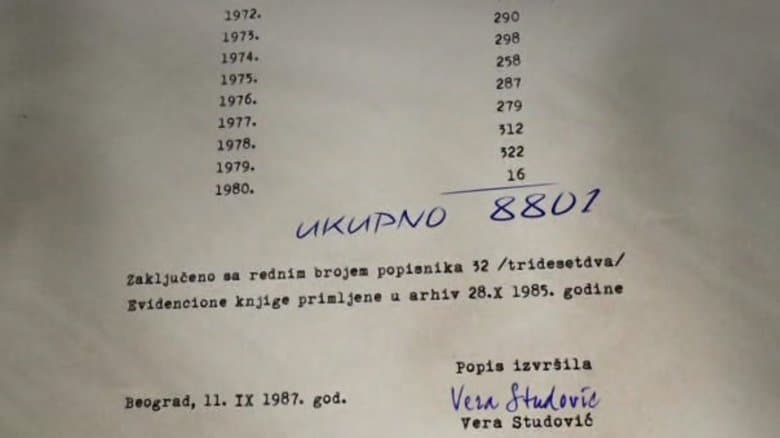 1972. 290
1973. 298
1974. 258
1975. 287
1976. 279
1977. 312
1978. 322
1979. 16
1980.
UKUPNO 8801
Zaključeno sa rednim brojem popisnika 32 /tridesetdva/
Evidencione knjige primljene u arhiv 28.X 1985. godine
Popis izvršila
Beograd, 11. IX 1987. god.
Vera Studović
Vera Studović